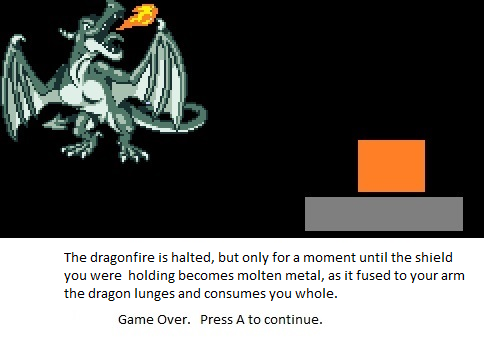 The dragonfire is halted, but only for a moment until the shield
you were  holding becomes molten metal, as it fused to your arm
the dragon lunges and consumes you whole.
Game Over.   Press A to continue.